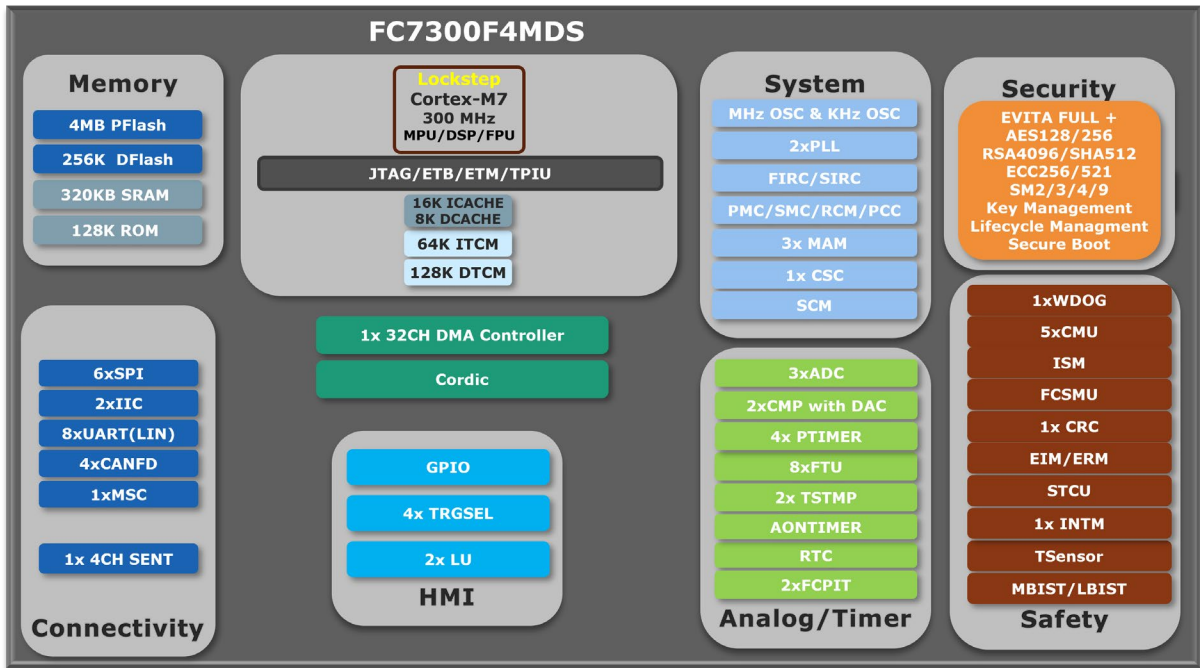 FC7300F4MDS
Memory
4MB PFlash
256K DFlash
320KB SRAM
128K ROM
Lockstep
Cortex-M7
300 MHz
MPU/DSP/FPU
JTAG/ETB/ETM/TPIU
16K ICACHE
8K DCACHE
64K ITCM
128K DTCM
System
MHz OSC & KHz OSC
2xPLL
FIRC/SIRC
PMC/SMC/RCM/PCC
3x MAM
1x CSC
SCM
Security
EVITA FULL +
AES128/256
RSA4096/SHA512
ECC256/521
SM2/3/4/9
Key Management
Lifecycle Managment
Secure Boot
6xSPI
2xIIC
8xUART(LIN)
4xCANFD
1xMSC
1x 4CH SENT
Connectivity
1x 32CH DMA Controller
Cordic
GPIO
4x TRGSEL
2x LU
HMI
3xADC
2xCMP with DAC
4x PTIMER
8xFTU
2x TSTMP
AONTIMER
RTC
2xFCPIT
Analog/Timer
1xWDOG
5xCMU
ISM
FCSMU
1x CRC
EIM/ERM
STCU
1x INTM
TSensor
MBIST/LBIST
Safety